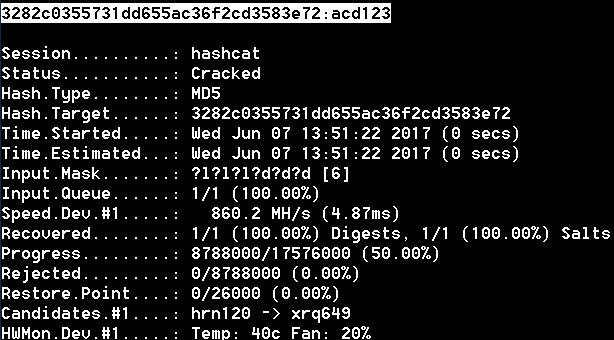 3282c0355731dd655ac36f2cd3583e72:acd123
Session..........: hashcat
Status...........: Cracked
Hash.Type........: MD5
Hash.Target......: 3282c0355731dd655ac36f2cd3583e72
Time.Started.....: Wed Jun 07 13:51:22 2017 (0 secs)
Time.Estimated...: Wed Jun 07 13:51:22 2017 (0 secs)
Input.Mask.......: ?l?l?l?d?d?d [6]
Input.Queue......: 1/1 (100.00%)
Speed.Dev.#1.....:   860.2 MH/s (4.87ms)
Recovered........: 1/1 (100.00%) Digests, 1/1 (100.00%) Salts
Progress.........: 8788000/17576000 (50.00%)
Rejected.........: 0/8788000 (0.00%)
Restore.Point....: 0/26000 (0.00%)
Candidates.#1....: hrn120 -> xrq649
HWMon.Dev.#1.....: Temp: 40c Fan: 20%